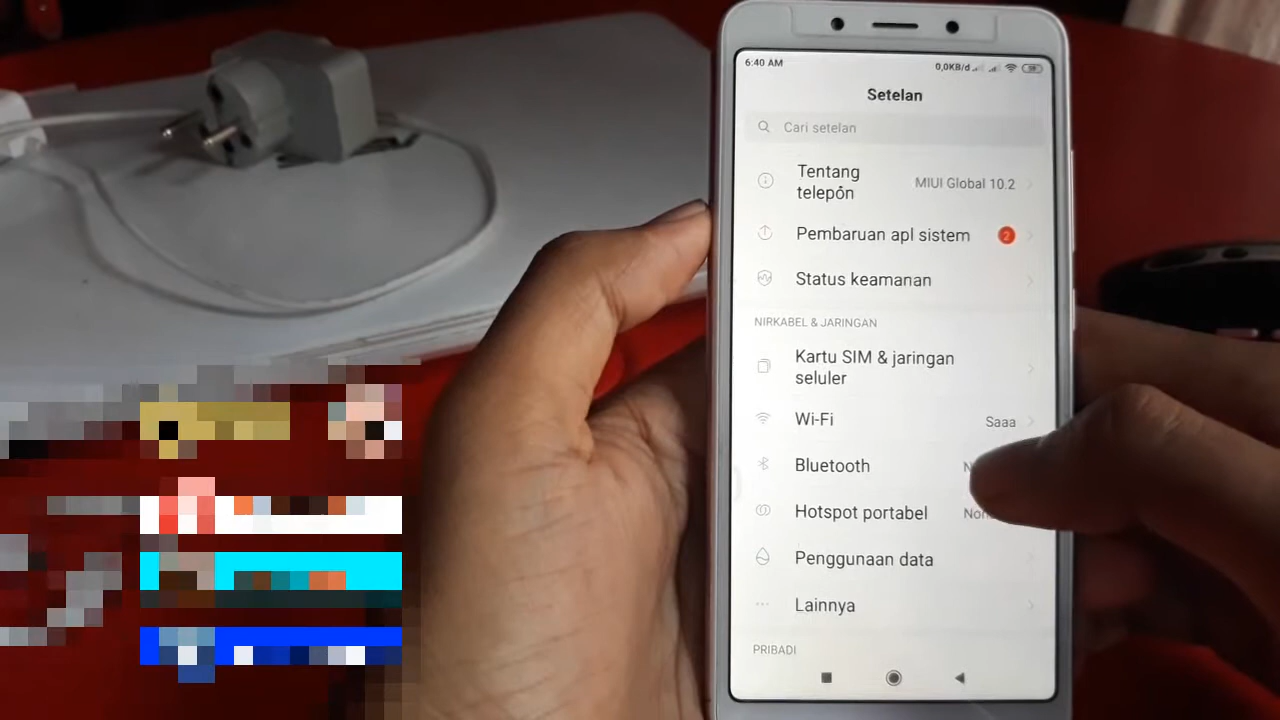 6:40 AM
0,0KB/d
Setelan
Cari setelan
Tentang
telepon
MIUI Global 10.2
Pembaruan apl sistem
2
Status keamanan
NIRKABEL & JARINGAN
Kartu SIM & jaringan
seluler
Wi-Fi
Saaa
Bluetooth
Hotspot portabel
Penggunaan data
Lainnya
PRIBADI